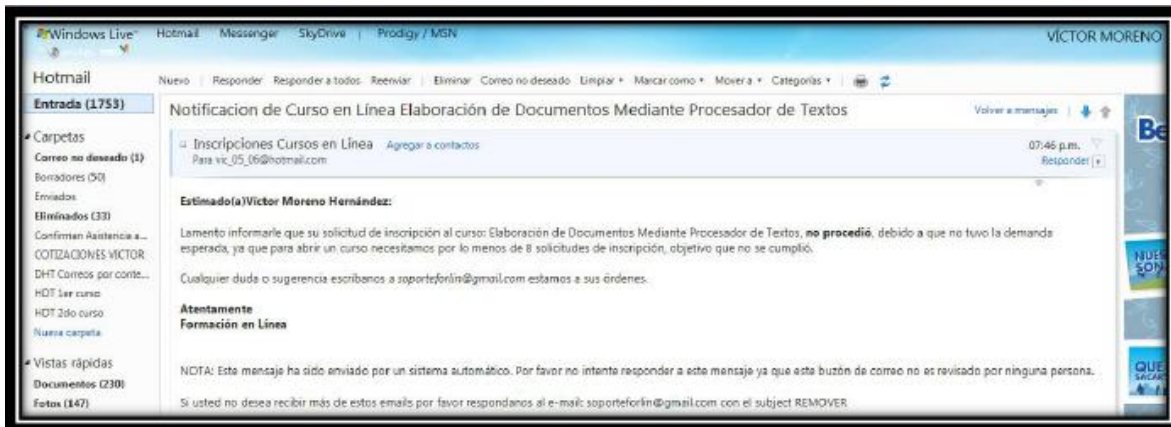 Windows Live™ Hotmail Messenger SkyDrive | Prodigy / MSN VÍCTOR MORENO
Hotmail
Nuevo | Responder Responder a todos Reenviar | Eliminar Correo no deseado Limpiar Marcar como Mover a Categorías
Entrada (1753)
Notificacion de Curso en Línea Elaboración de Documentos Mediante Procesador de Textos
Volver a mensajes
Carpetas
Correo no deseado (1)
Borradores (50)
Enviados
Eliminados (33)
Confirman Asistencia a...
COTIZACIONES VICTOR
DHT Correos por conte...
HDT 1er curso
HDT 2do curso
Nueva carpeta
Vistas rápidas
Documentos (230)
Fotos (147)
Inscripciones Cursos en Línea Agregar a contactos 07:46 p.m.
Para vic_05_06@hotmail.com Responder
Estimado(a)Víctor Moreno Hernández:
Lamento informarle que su solicitud de inscripción al curso: Elaboración de Documentos Mediante Procesador de Textos, no procedió, debido a que no tuvo la demanda
esperada, ya que para abrir un curso necesitamos por lo menos de 8 solicitudes de inscripción, objetivo que no se cumplió.
Cualquier duda o sugerencia escríbanos a soporteforlin@gmail.com estamos a sus órdenes.
Atentamente
Formación en Línea
NOTA: Este mensaje ha sido enviado por un sistema automático. Por favor no intente responder a este mensaje ya que este buzón de correo no es revisado por ninguna persona.
Si usted no desea recibir más de estos emails por favor respondanos al e-mail: soporteforlin@gmail.com con el subject REMOVER
Be
QUE